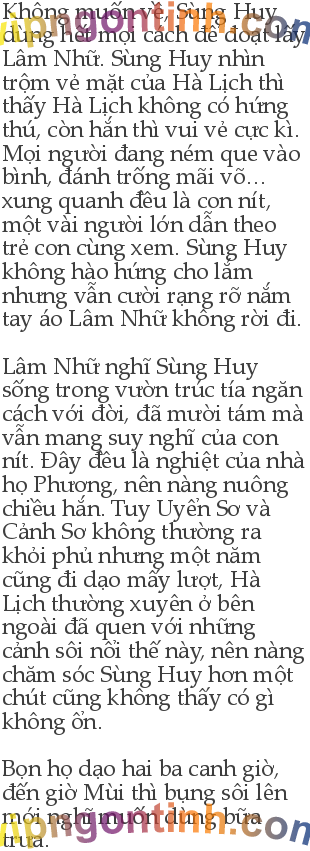 Không muốn về, Sùng Huy
dùng hết mọi cách để đoạt lấy
Lâm Nhữ. Sùng Huy nhìn
trộm vẻ mặt của Hà Lịch thì
thấy Hà Lịch không có hứng
thú, còn hắn thì vui vẻ cực kì.
Mọi người đang ném que vào
bình, đánh trống mãi võ…
xung quanh đều là con nít,
một vài người lớn dẫn theo
trẻ con cùng xem. Sùng Huy
không hào hứng cho lắm
nhưng vẫn cười rạng rỡ nắm
tay áo Lâm Nhữ không rời đi.
Lâm Nhữ nghĩ Sùng Huy
sống trong vườn trúc tía ngăn
cách với đời, đã mười tám mà
vẫn mang suy nghĩ của con
nít. Đây đều là nghiệt của nhà
họ Phương, nên nàng nuông
chiều hắn. Tuy Uyển Sơ và
Cảnh Sơ không thường ra
khỏi phủ nhưng một năm
cũng đi dạo mấy lượt, Hà
Lịch thường xuyên ở bên
ngoài đã quen với những
cảnh sôi nổi thế này, nên nàng
chăm sóc Sùng Huy hơn một
chút cũng không thấy có gì
không ổn.
Bọn họ dạo hai ba canh giờ,
đến giờ Mùi thì bụng sôi lên
mới nghĩ muốn dùng bữa
trưa.
vipngontinh.com
vipngontinh.com